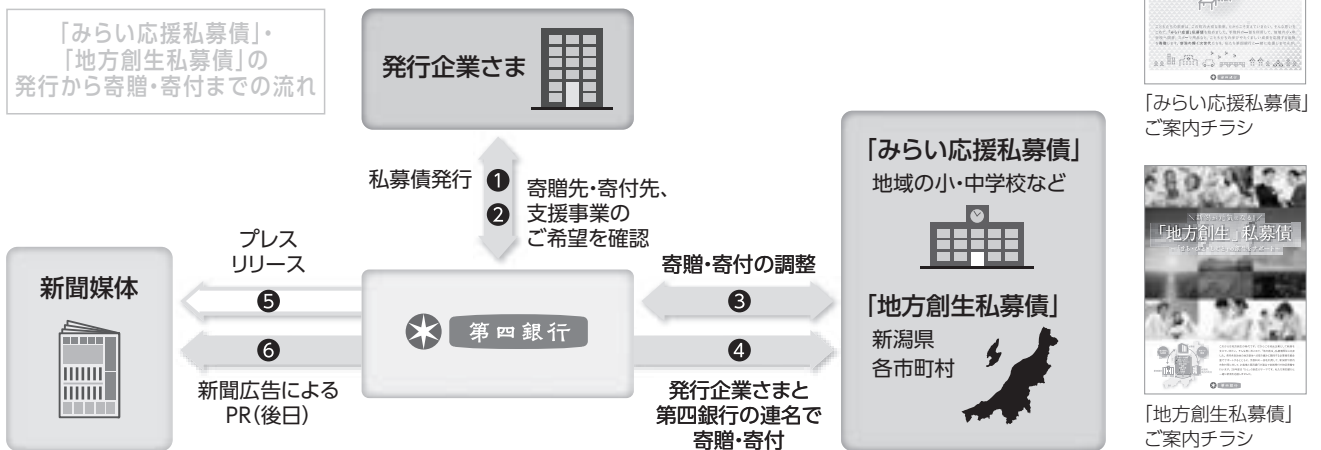 「みらい応援私募債」・
「地方創生私募債」の
発行から寄贈・寄付までの流れ
発行企業さま
私募債発行
❶
❷
寄贈先・寄付先、
支援事業の
ご希望を確認
新聞媒体
プレス
リリース
❺
❻
新聞広告による
PR(後日)
第四銀行
寄贈・寄付の調整
❸
❹
発行企業さまと
第四銀行の連名で
寄贈・寄付
「みらい応援私募債」
地域の小・中学校など
「地方創生私募債」
新潟県
各市町村
「みらい応援私募債」
ご案内チラシ
「地方創生」私募債
「地方創生私募債」
ご案内チラシ